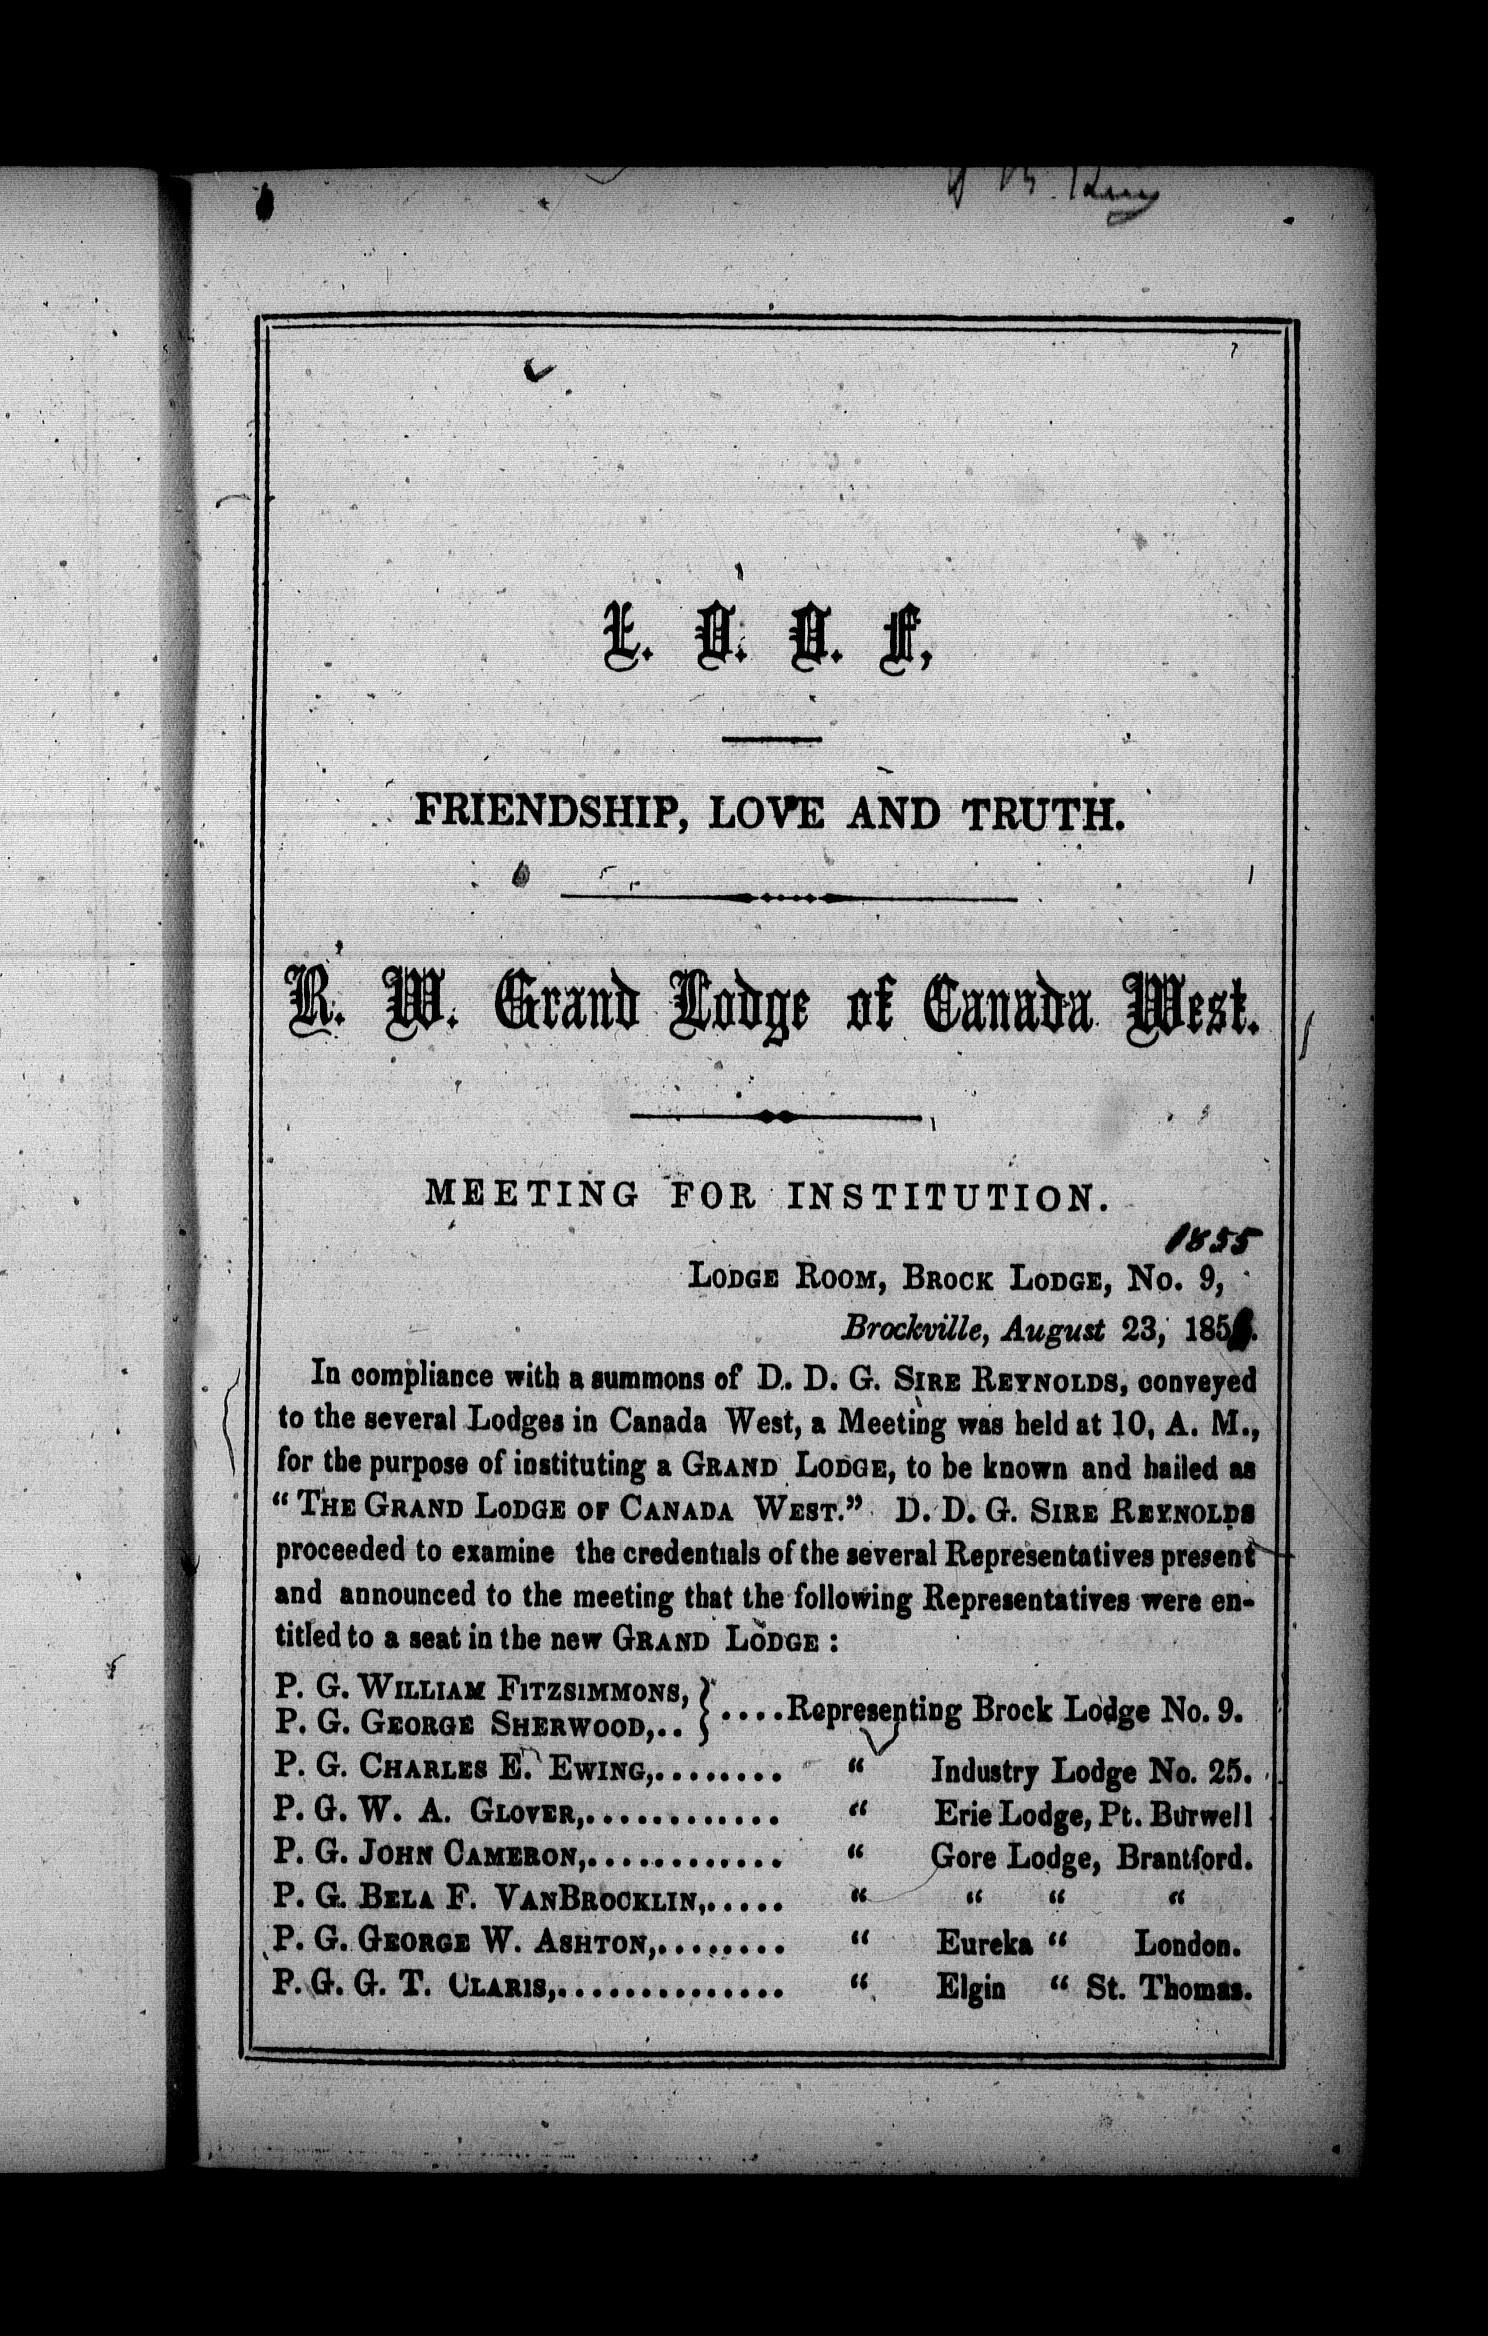 I. O. O. F,
FRIENDSHIP, LOVE AND TRUTH.
R. W. Grand Lodge of Canada West.
MEETING FOR INSTITUTION.
1855
LODGE ROOM, BROCK LODGE, No. 9,
Brockville, August 23, 185
In compliance with a summons of D. D. G. SIRE REYNOLDS, conveyed
to the several Lodges in Canada West, a Meeting was held at 10, A. M.,
for the purpose of instituting a GRAND LODGE, to be known and hailed as
“THE GRAND LODGE OF CANADA WEST.” D. D. G. SIRE REYNOLDS
proceeded to examine the credentials of the several Representatives present
and announced to the meeting that the following Representatives were en-
titled to a seat in the new GRAND LODGE :
P. G. WILLIAM FITZSIMMONS,
P. G. GEORGE SHERWOOD,.. } ....Representing Brock Lodge No. 9.
P. G. CHARLES E. EWING,........ “ Industry Lodge No. 25.
P. G. W. A. GLOVER,............ “ Erie Lodge, Pt. Burwell
P. G. JOHN CAMERON,............ “ Gore Lodge, Brantford.
P. G. BELA F. VANBROCKLIN,..... “ “ “ “
P. G. GEORGE W. ASHTON,........ “ Eureka “ London.
P. G. G. T. CLARIS,.............. “ Elgin “ St. Thomas.